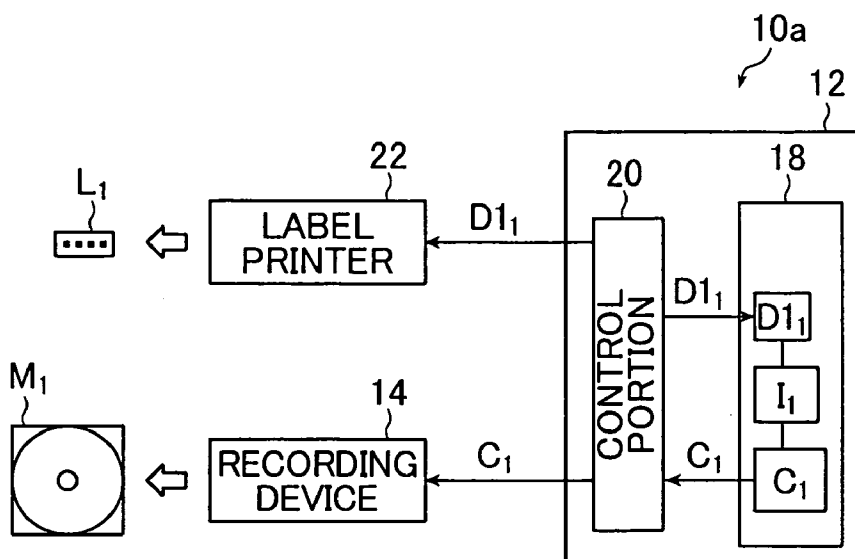 10a
12
18
20
22
L₁
LABEL
PRINTER
D1₁
D1₁
D1₁
CONTROL
PORTION
I₁
M₁
14
RECORDING
DEVICE
C₁
C₁
C₁